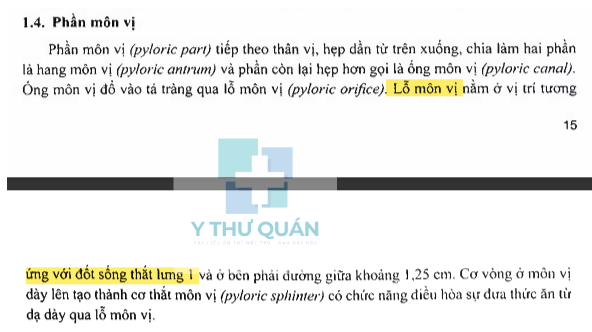 1.4. Phần môn vị
Phần môn vị (pyloric part) tiếp theo thân vị, hẹp dần từ trên xuống, chia làm hai phần
là hang môn vị (pyloric antrum) và phần còn lại hẹp hơn gọi là ống môn vị (pyloric canal).
Ống môn vị đổ vào tá tràng qua lỗ môn vị (pyloric orifice). Lỗ môn vị nằm ở vị trí tương
15
Y THƯ QUÁN
ứng với đốt sống thắt lưng 1 và ở bên phải đường giữa khoảng 1,25 cm. Cơ vòng ở môn vị
dày lên tạo thành cơ thắt môn vị (pyloric sphinter) có chức năng điều hòa sự đưa thức ăn từ
dạ dày qua lỗ môn vị.